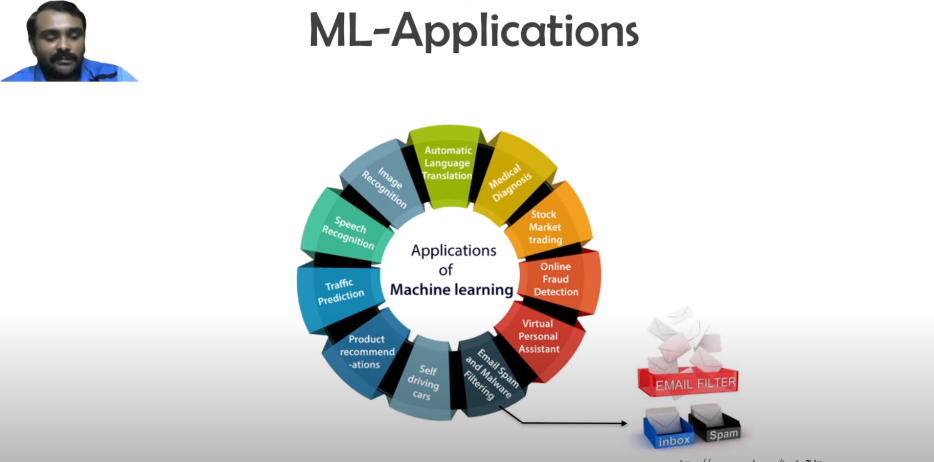 ML-Applications
Automatic
Language
Translation
Medical
Diagnosis
Stock
Market
trading
Online
Fraud
Detection
Virtual
Personal
Assistant
Email Spam
and Malware
Filtering
Self
driving
cars
Product
recommend
-ations
Traffic
Prediction
Speech
Recognition
Image
Recognition
Applications
of
Machine learning
EMAIL FILTER
inbox
Spam